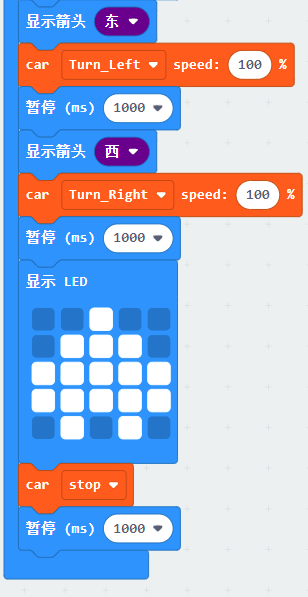 显示箭头 东
car Turn_Left speed: 100 %
暂停 (ms) 1000
显示箭头 西
car Turn_Right speed: 100 %
暂停 (ms) 1000
显示 LED
car stop
暂停 (ms) 1000